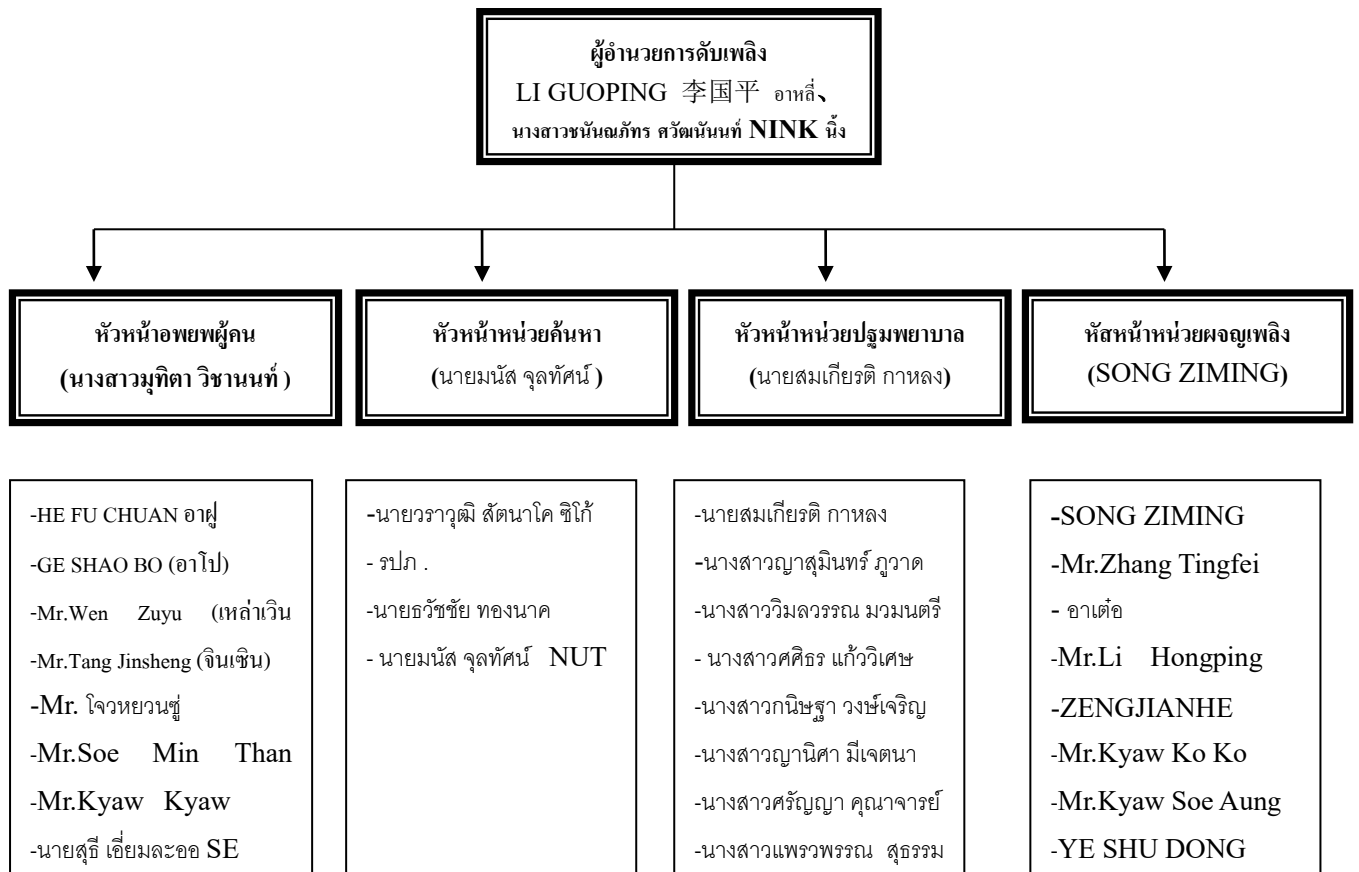 ผู้อำนวยการดับเพลิง
LI GUOPING 李国平 อาหลี่、
นางสาวชนันณภัทร ศวัฒนันนท์ NINK นิ้ง
หัวหน้าอพยพผู้คน
(นางสาวมุทิตา วิชานนท์ )
หัวหน้าหน่วยค้นหา
(นายมนัส จุลทัศน์ )
หัวหน้าหน่วยปฐมพยาบาล
(นายสมเกียรติ กาหลง)
หัสหน้าหน่วยผจญเพลิง
(SONG ZIMING)
-HE FU CHUAN อาฝู
-GE SHAO BO (อาโป)
-Mr.Wen Zuyu (เหล่าเวิน
-Mr.Tang Jinsheng (จินเซิน)
-Mr. โจวหยวนซู่
-Mr.Soe Min Than
-Mr.Kyaw Kyaw
-นายสุธี เอี่ยมละออ SE
-นายวราวุฒิ สัตนาโค ซิโก้
- รปภ .
-นายธวัชชัย ทองนาค
- นายมนัส จุลทัศน์ NUT
-นายสมเกียรติ กาหลง
-นางสาวญาสุมินทร์ ภูวาด
-นางสาววิมลวรรณ มวมนตรี
- นางสาวศศิธร แก้ววิเศษ
-นางสาวกนิษฐา วงษ์เจริญ
-นางสาวญานิศา มีเจตนา
-นางสาวศรัญญา คุณาจารย์
-นางสาวแพรวพรรณ สุธรรม
-SONG ZIMING
-Mr.Zhang Tingfei
- อาเต๋อ
-Mr.Li Hongping
-ZENGJIANHE
-Mr.Kyaw Ko Ko
-Mr.Kyaw Soe Aung
-YE SHU DONG